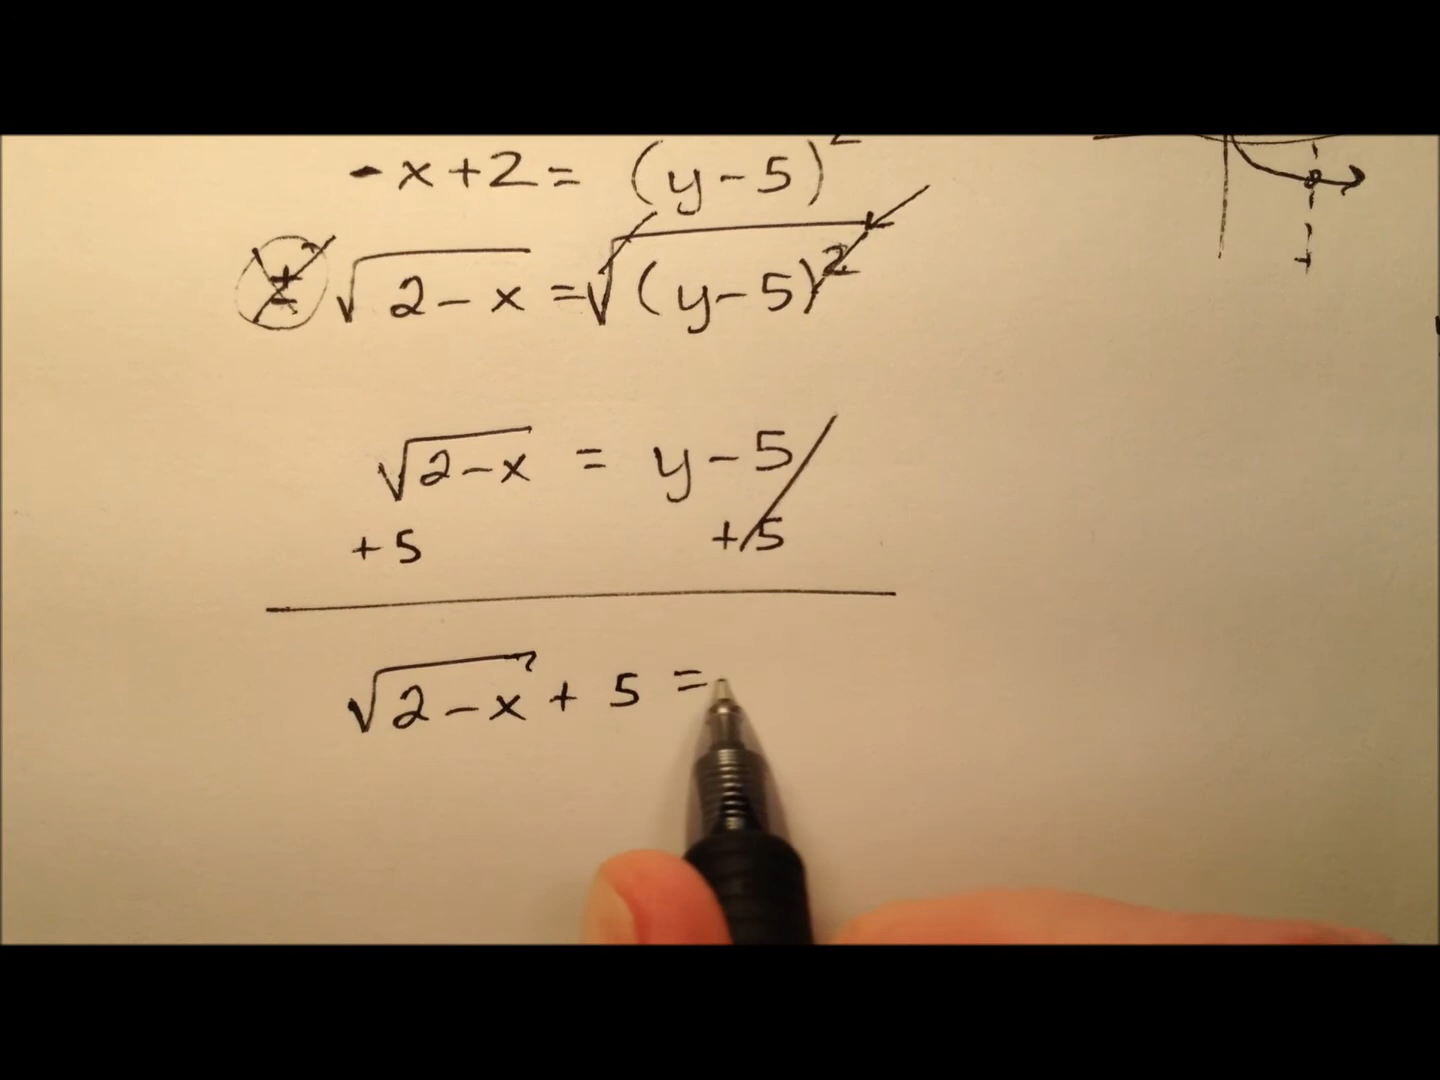 -x+2= (y-5)²
± √2-x =√(y-5)²
√2-x = y-5
+5 +5
√2-x + 5 =